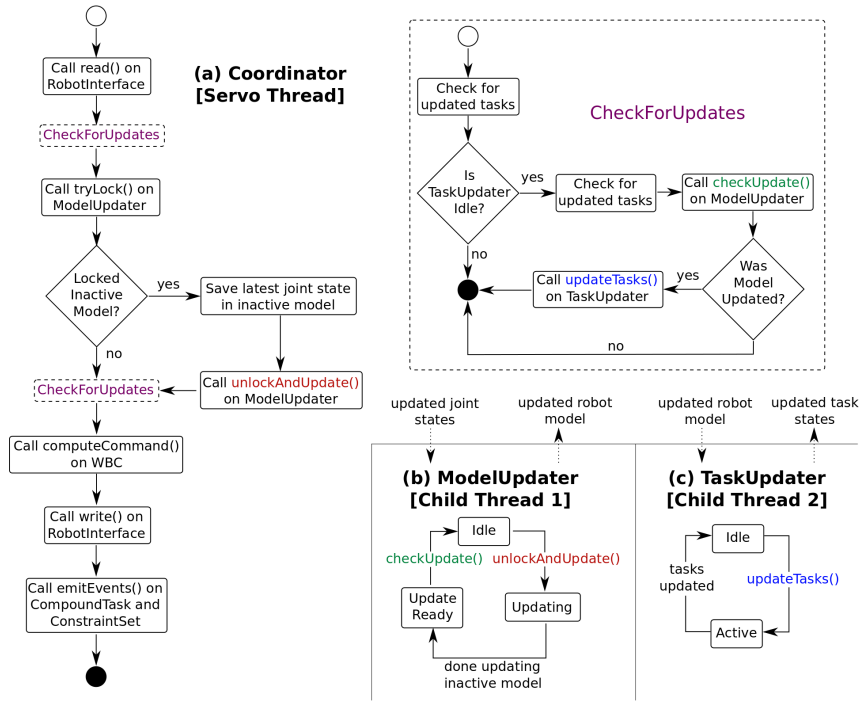 (a) Coordinator
[Servo Thread]
Call read() on
RobotInterface
CheckForUpdates
Call tryLock() on
ModelUpdater
Locked
Inactive
Model?
yes
no
Save latest joint state
in inactive model
Call unlockAndUpdate()
on ModelUpdater
CheckForUpdates
Call computeCommand()
on WBC
Call write() on
RobotInterface
Call emitEvents() on
CompoundTask and
ConstraintSet
CheckForUpdates
Check for
updated tasks
Is
TaskUpdater
Idle?
yes
no
Check for
updated tasks
Call checkUpdate()
on ModelUpdater
Was
Model
Updated?
yes
Call updateTasks()
on TaskUpdater
no
updated joint
states
updated robot
model
(b) ModelUpdater
[Child Thread 1]
Idle
checkUpdate()
unlockAndUpdate()
Update
Ready
Updating
done updating
inactive model
updated robot
model
updated task
states
(c) TaskUpdater
[Child Thread 2]
Idle
tasks
updated
updateTasks()
Active